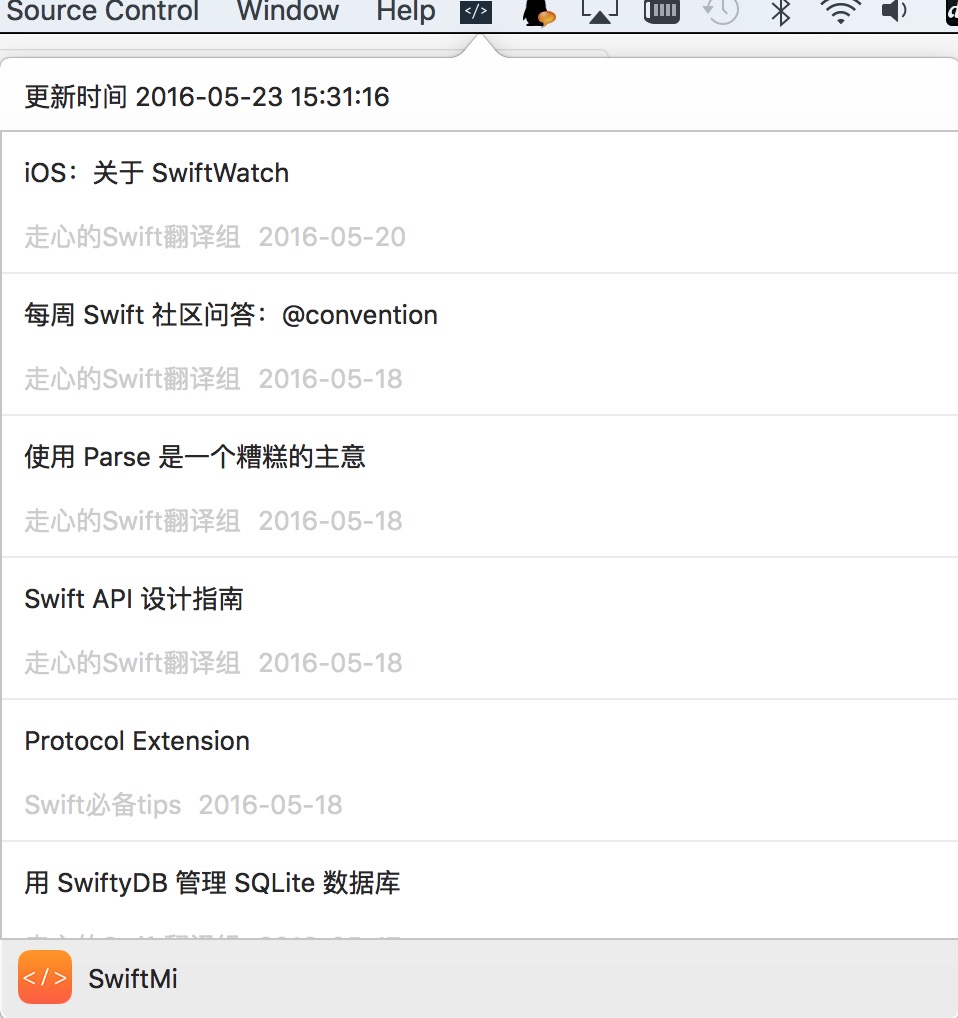 Source Control Window Help </>
更新时间 2016-05-23 15:31:16
iOS：关于 SwiftWatch
走心的Swift翻译组 2016-05-20
每周 Swift 社区问答：@convention
走心的Swift翻译组 2016-05-18
使用 Parse 是一个糟糕的主意
走心的Swift翻译组 2016-05-18
Swift API 设计指南
走心的Swift翻译组 2016-05-18
Protocol Extension
Swift必备tips 2016-05-18
用 SwiftyDB 管理 SQLite 数据库
</> SwiftMi